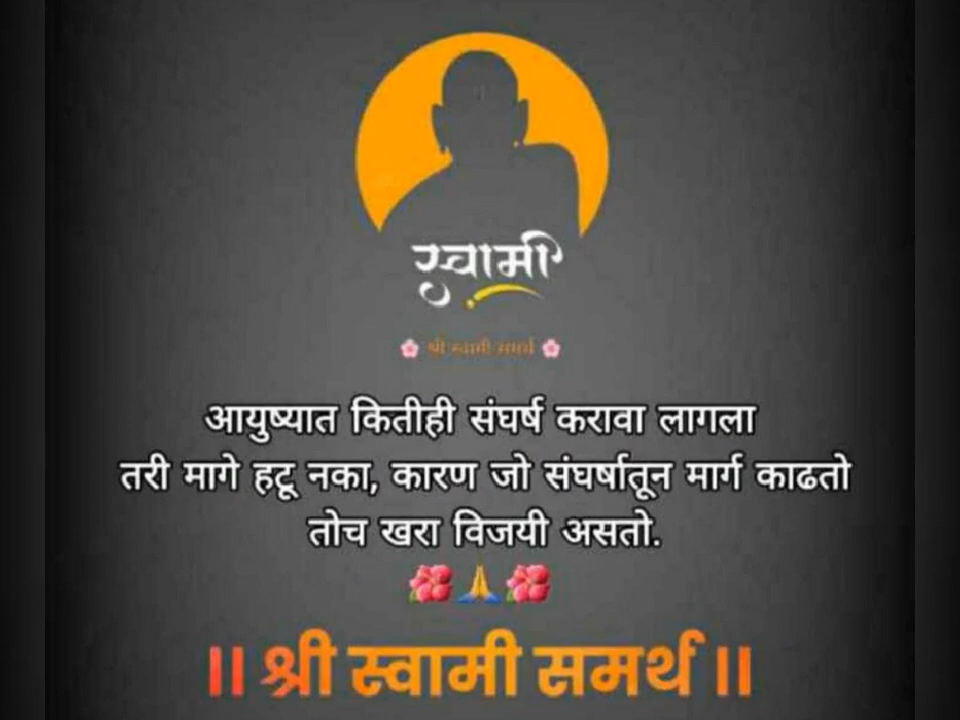 स्वामी
🌸 श्री स्वामी समर्थ 🌸
आयुष्यात कितीही संघर्ष करावा लागला
तरी मागे हटू नका, कारण जो संघर्षातून मार्ग काढतो
तोच खरा विजयी असतो.
🌺🙏🌺
|| श्री स्वामी समर्थ ||